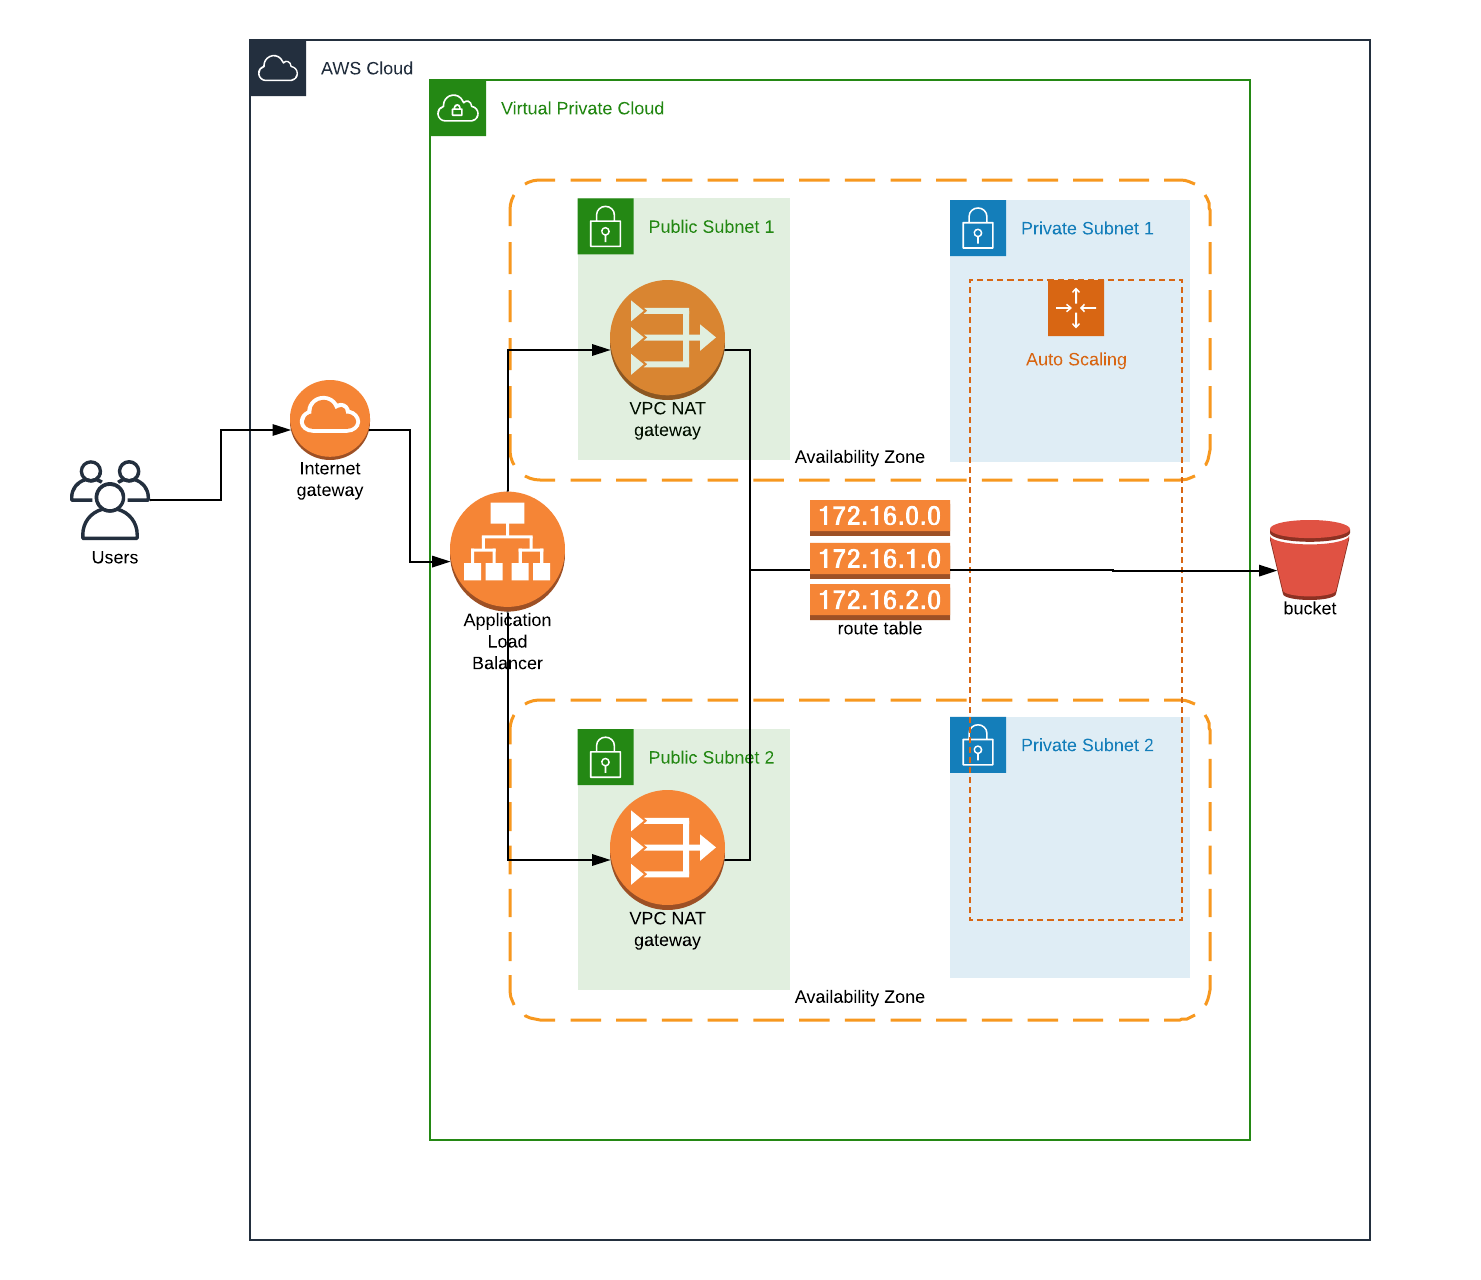 AWS Cloud
Virtual Private Cloud
Public Subnet 1
Private Subnet 1
Auto Scaling
VPC NAT
gateway
Availability Zone
Internet
gateway
Users
172.16.0.0
172.16.1.0
172.16.2.0
route table
bucket
Application
Load
Balancer
Public Subnet 2
Private Subnet 2
VPC NAT
gateway
Availability Zone